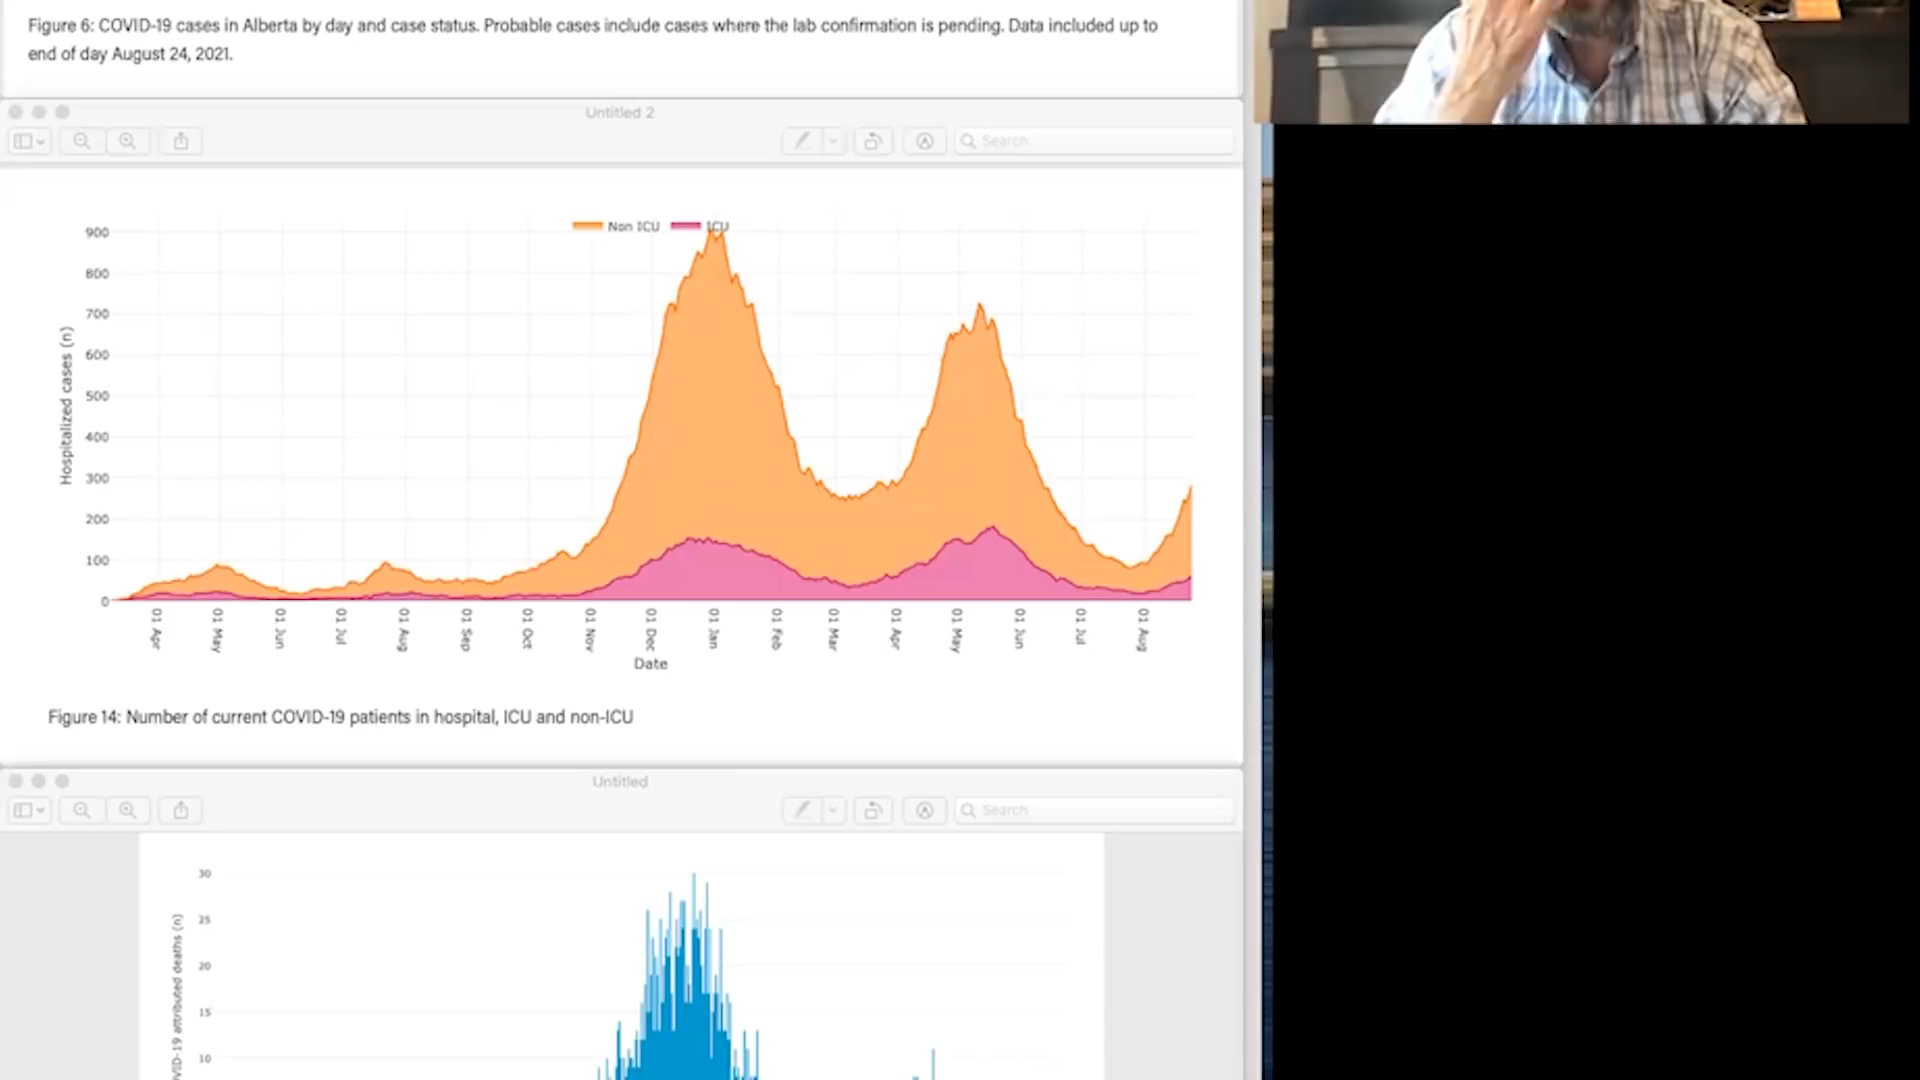 Figure 6: COVID-19 cases in Alberta by day and case status. Probable cases include cases where the lab confirmation is pending. Data included up to
end of day August 24, 2021.
Untitled 2
Search
Non ICU
ICU
900
800
700
600
500
400
300
200
100
0
Hospitalized cases (n)
01 Apr
01 May
01 Jun
01 Jul
01 Aug
01 Sep
01 Oct
01 Nov
01 Dec
01 Jan
01 Feb
01 Mar
01 Apr
01 May
01 Jun
01 Jul
01 Aug
Date
Figure 14: Number of current COVID-19 patients in hospital, ICU and non-ICU
Untitled
Search
30
25
20
15
10
VID-19 attributed deaths (n)